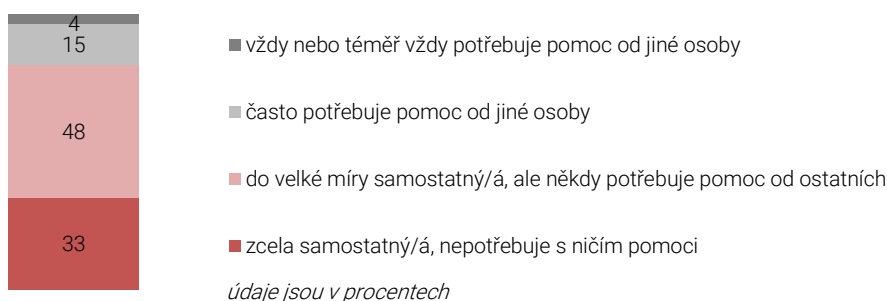 4
15
vždy nebo téměř vždy potřebuje pomoc od jiné osoby
často potřebuje pomoc od jiné osoby
48
do velké míry samostatný/á, ale někdy potřebuje pomoc od ostatních
33
zcela samostatný/á, nepotřebuje s ničím pomoci
údaje jsou v procentech